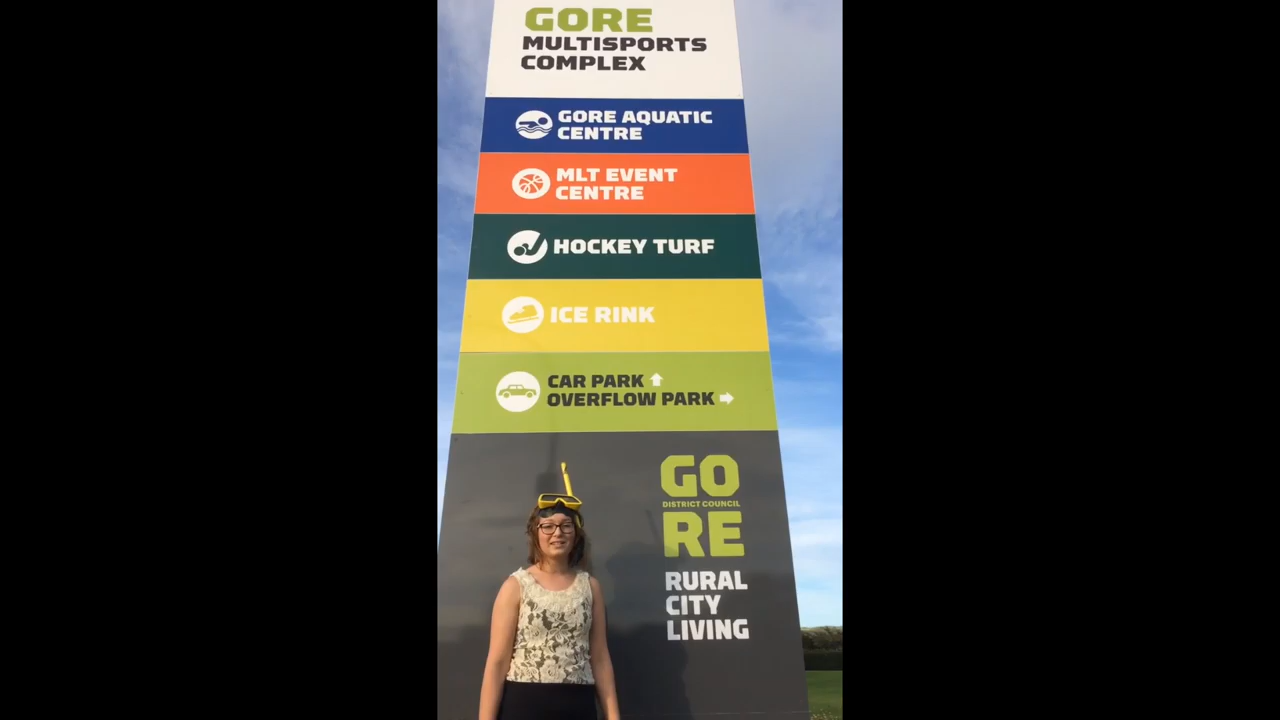 GORE
MULTISPORTS
COMPLEX
GORE AQUATIC
CENTRE
MLT EVENT
CENTRE
HOCKEY TURF
ICE RINK
CAR PARK
OVERFLOW PARK
GO
DISTRICT COUNCIL
RE
RURAL
CITY
LIVING